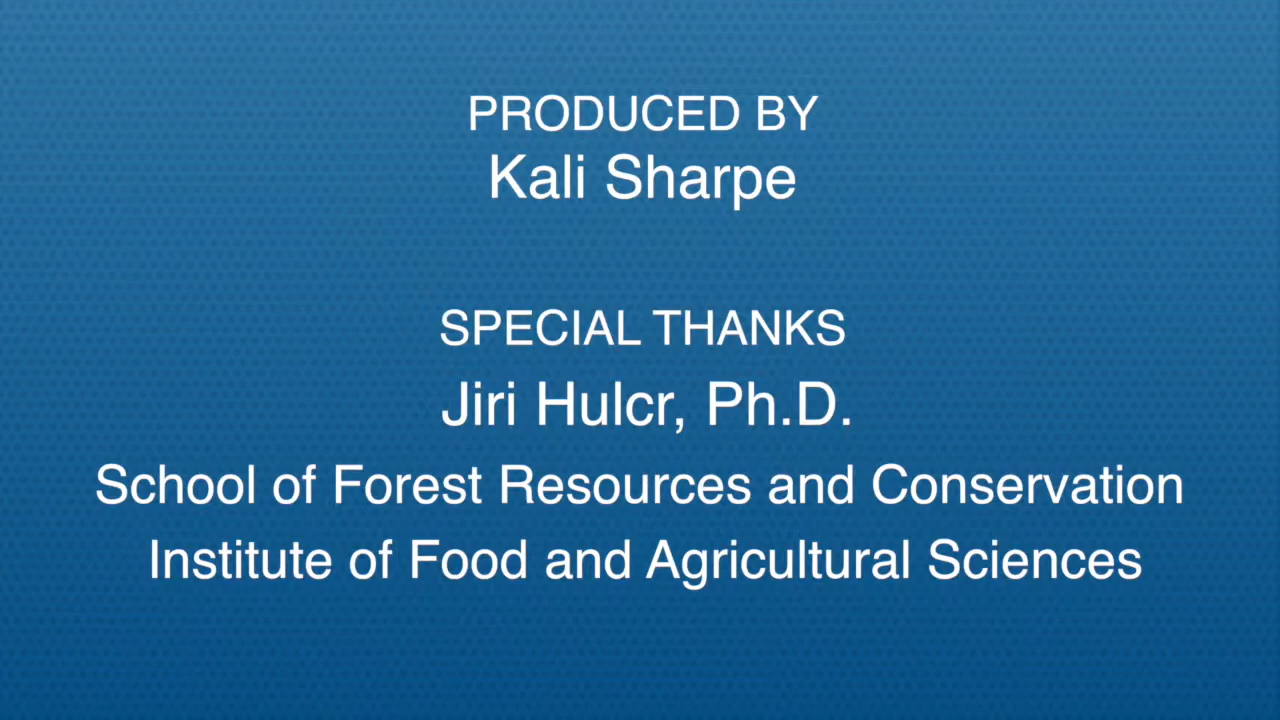 PRODUCED BY
Kali Sharpe
SPECIAL THANKS
Jiri Hulcr, Ph.D.
School of Forest Resources and Conservation
Institute of Food and Agricultural Sciences